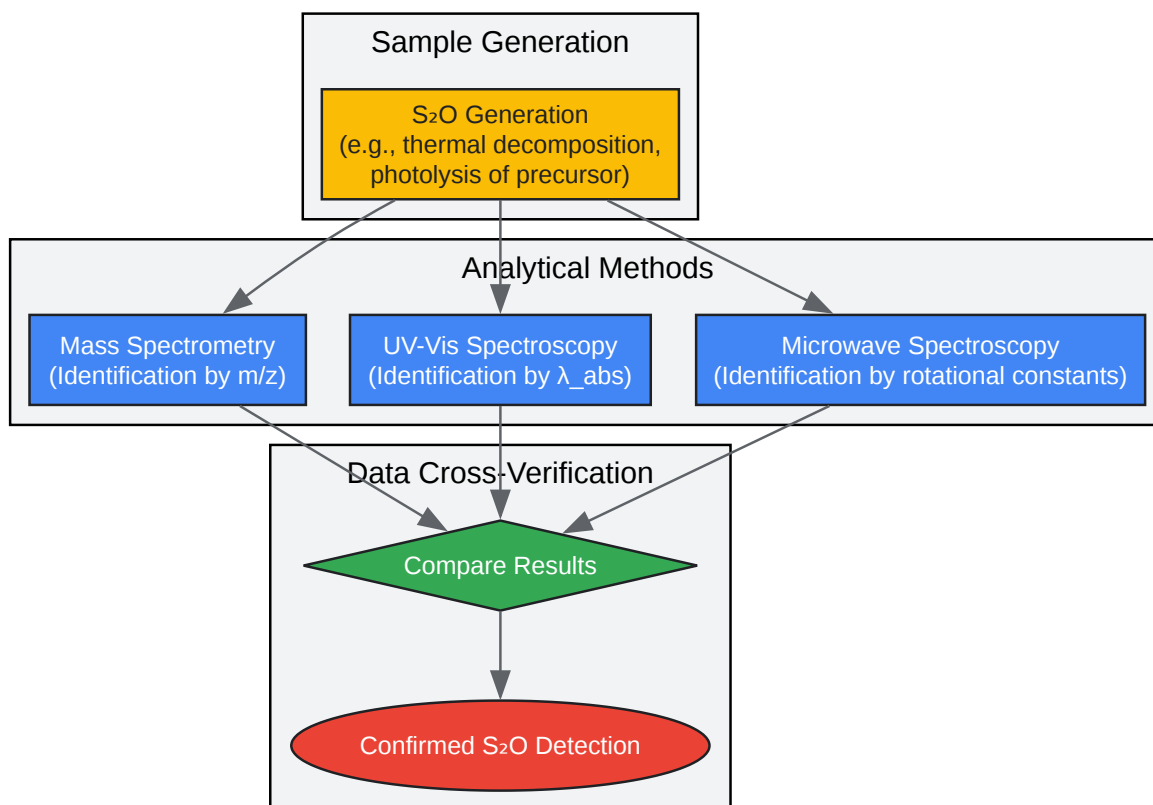 Sample Generation
S₂O Generation
(e.g., thermal decomposition,
photolysis of precursor)
Analytical Methods
Mass Spectrometry
(Identification by m/z)
UV-Vis Spectroscopy
(Identification by λ_abs)
Microwave Spectroscopy
(Identification by rotational constants)
Data Cross-Verification
Compare Results
Confirmed S₂O Detection